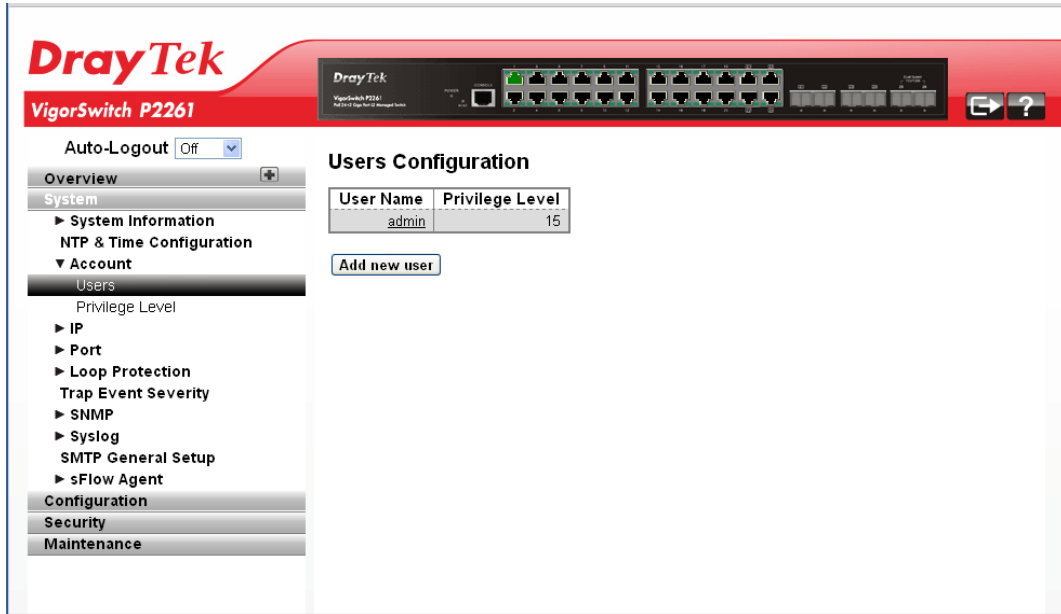 DrayTek
VigorSwitch P2261
DrayTek
VigorSwitch P2261
CONSOLE
POWER
Auto-Logout Off
Overview
System
► System Information
NTP & Time Configuration
▼ Account
Users
Privilege Level
► IP
► Port
► Loop Protection
Trap Event Severity
► SNMP
► Syslog
SMTP General Setup
► sFlow Agent
Configuration
Security
Maintenance
?
Users Configuration
User Name Privilege Level
admin 15
Add new user